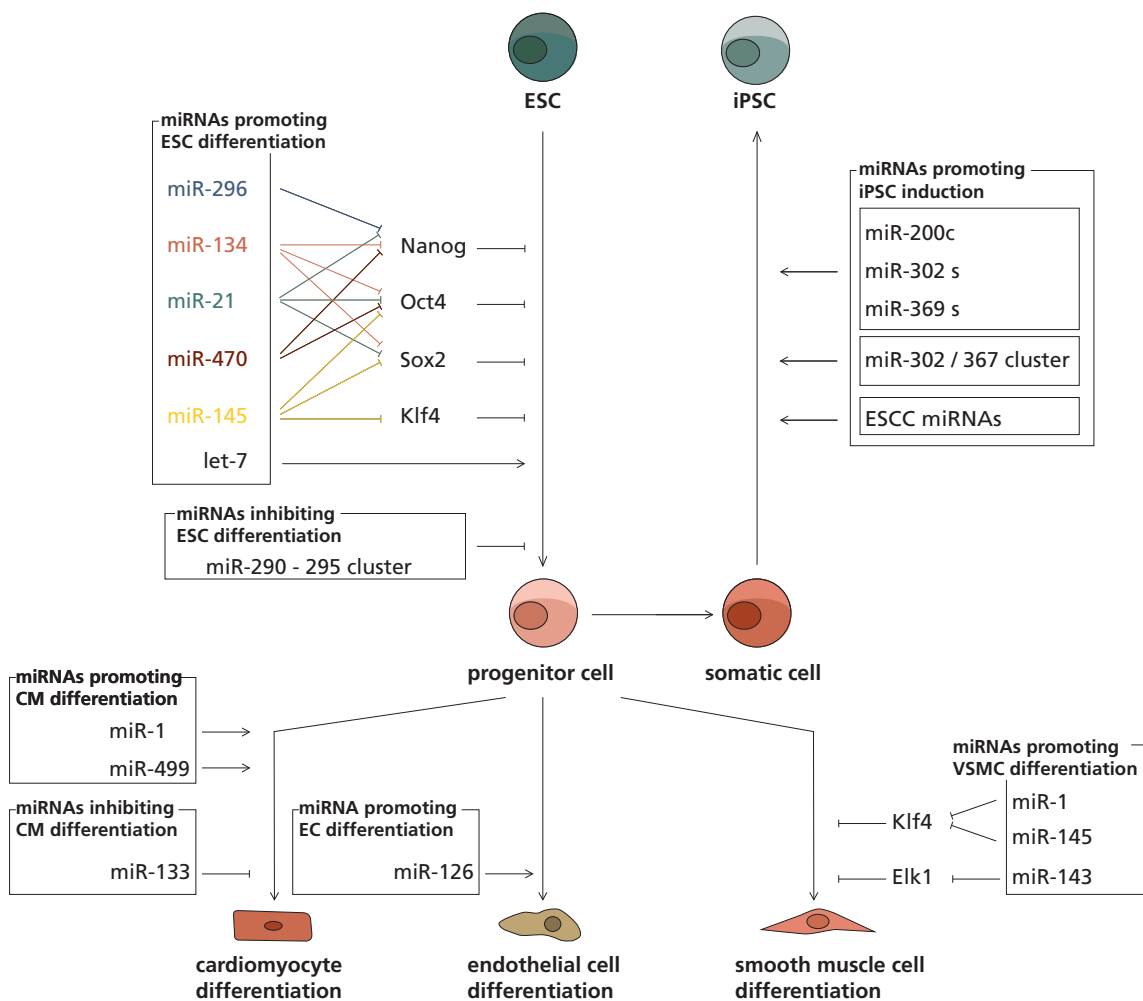 ESC
iPSC
miRNAs promoting
ESC differentiation
miR-296
miR-134
miR-21
miR-470
miR-145
let-7
Nanog
Oct4
Sox2
Klf4
miRNAs promoting
iPSC induction
miR-200c
miR-302 s
miR-369 s
miR-302 / 367 cluster
ESCC miRNAs
miRNAs inhibiting
ESC differentiation
miR-290 - 295 cluster
progenitor cell
somatic cell
miRNAs promoting
CM differentiation
miR-1
miR-499
miRNAs inhibiting
CM differentiation
miR-133
miRNA promoting
EC differentiation
miR-126
miRNAs promoting
VSMC differentiation
miR-1
miR-145
miR-143
Klf4
Elk1
cardiomyocyte
differentiation
endothelial cell
differentiation
smooth muscle cell
differentiation